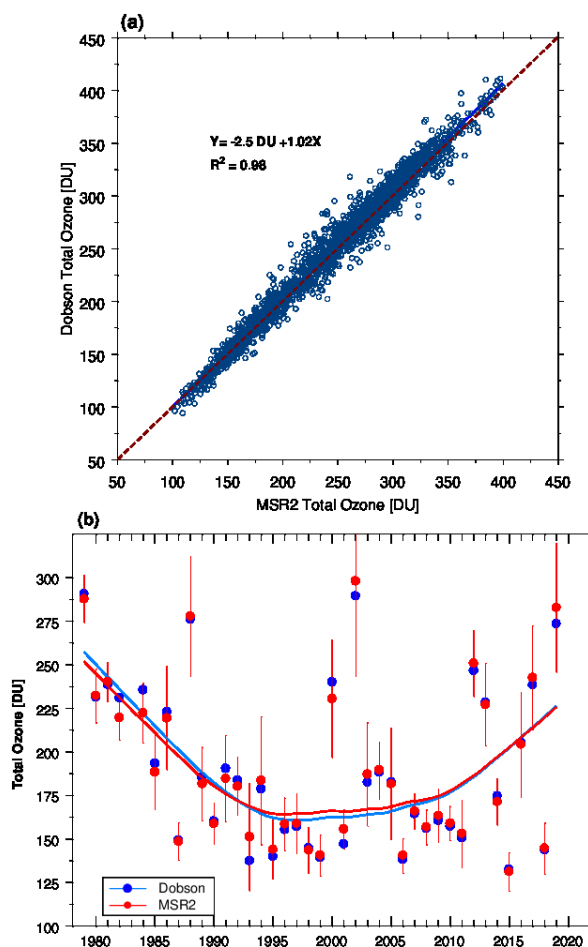 (a)
450
400
350
300
250
200
150
100
50
Dobson Total Ozone [DU]
Y= -2.5 DU +1.02X
R² = 0.96
50 100 150 200 250 300 350 400 450
MSR2 Total Ozone [DU]
(b)
300
275
250
225
200
175
150
125
100
Total Ozone [DU]
Dobson
MSR2
1980 1985 1990 1995 2000 2005 2010 2015 2020